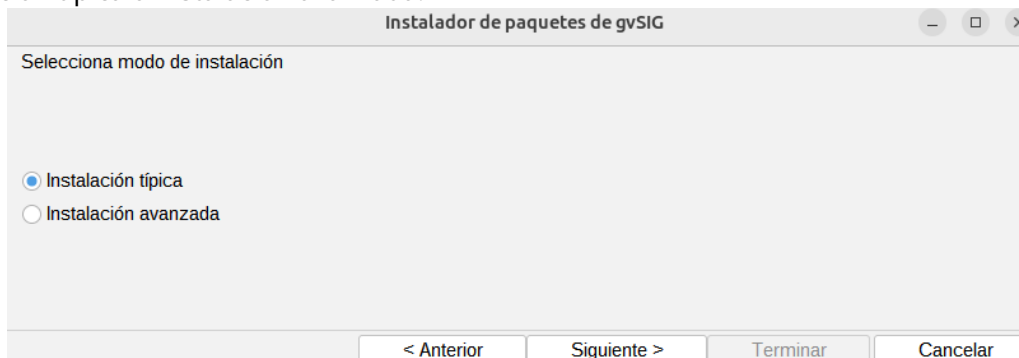 Instalador de paquetes de gvSIG
Selecciona modo de instalación
Instalación típica
Instalación avanzada
< Anterior
Siguiente >
Terminar
Cancelar